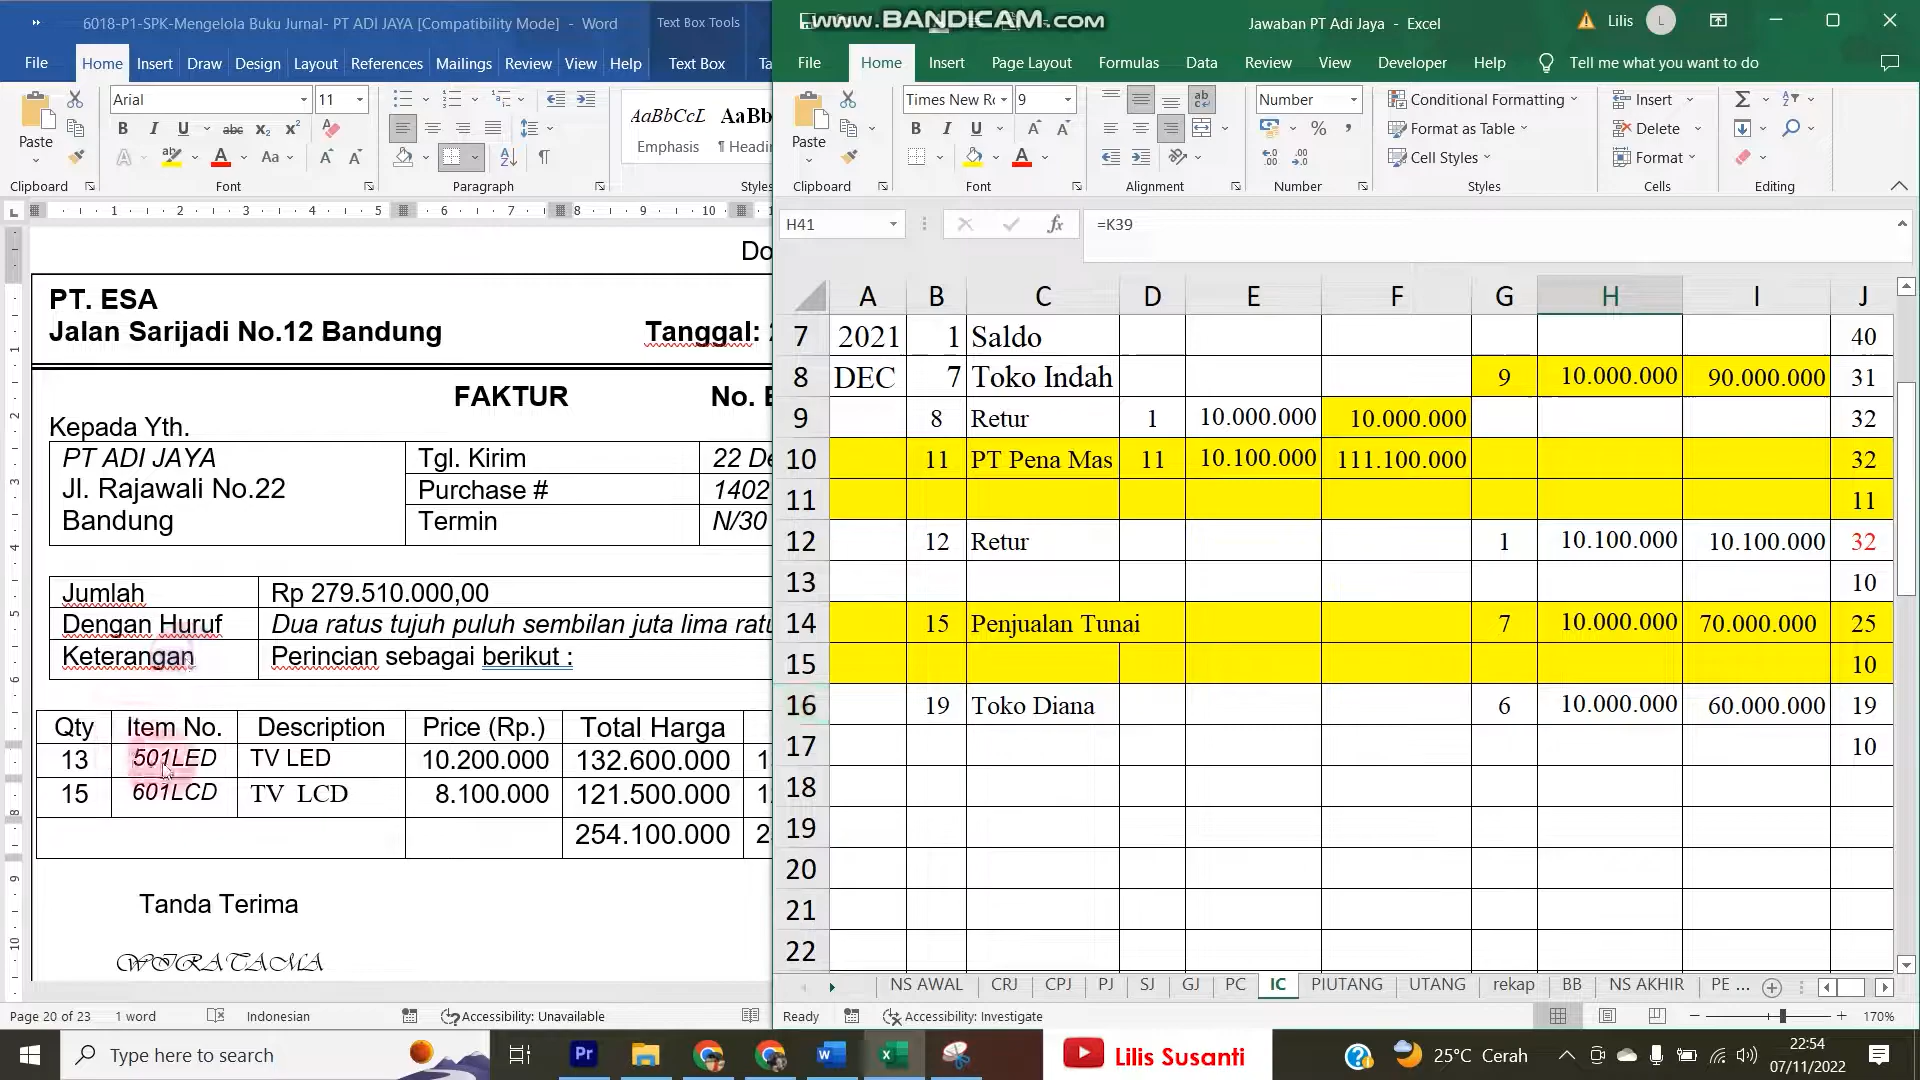 6018-P1-SPK-Mengelola Buku Jurnal- PT ADI JAYA [Compatibility Mode] - Word
Text Box Tools
File Home Insert Draw Design Layout References Mailings Review View Help Text Box
Arial 11
Paste
AaBbCcD
Emphasis
Clipboard Font Paragraph Styles
PT. ESA
Jalan Sarijadi No.12 Bandung
Tanggal:
FAKTUR
Kepada Yth.
PT ADI JAYA
Jl. Rajawali No.22
Bandung
Tgl. Kirim
Purchase # 1402
Termin N/30
Jumlah Rp 279.510.000,00
Dengan Huruf Dua ratus tujuh puluh sembilan juta lima ratu
Keterangan Perincian sebagai berikut :
Qty Item No. Description Price (Rp.) Total Harga
13 501LED TV LED 10.200.000 132.600.000
15 601LCD TV LCD 8.100.000 121.500.000
254.100.000
Tanda Terima
WIRATAMA
Page 20 of 23 1 word Indonesian Accessibility: Unavailable
www.BANDICAM.com
Jawaban PT Adi Jaya - Excel
Lilis L
File Home Insert Page Layout Formulas Data Review View Developer Help Tell me what you want to do
Paste
Times New Ro 9
Number
Conditional Formatting
Format as Table
Cell Styles
Insert
Delete
Format
Clipboard Font Alignment Number Styles Cells Editing
H41 fx =K39
A B C D E F G H I J
7 2021 1 Saldo 40
8 DEC 7 Toko Indah 9 10.000.000 90.000.000 31
9 8 Retur 1 10.000.000 10.000.000 32
10 11 PT Pena Mas 11 10.100.000 111.100.000 32
11 11
12 12 Retur 1 10.100.000 10.100.000 32
13 10
14 15 Penjualan Tunai 7 10.000.000 70.000.000 25
15 10
16 19 Toko Diana 6 10.000.000 60.000.000 19
17 10
18
19
20
21
22
NS AWAL CRJ CPJ PJ SJ GJ PC IC PIUTANG UTANG rekap BB NS AKHIR PE ...
Ready Accessibility: Investigate 170%
Type here to search
Lilis Susanti
25°C Cerah
22:54
07/11/2022